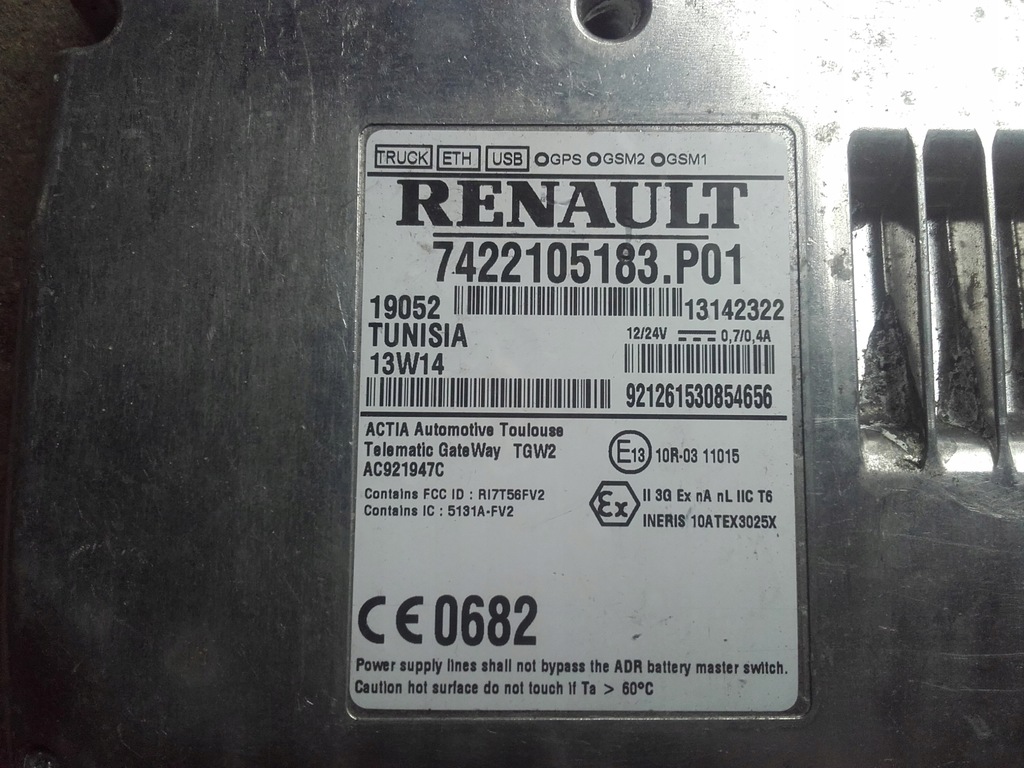 TRUCK ETH USB GPS GSM2 GSM1
RENAULT
7422105183.P01
19052 13142322
TUNISIA 12/24V 0,7/0,4A
13W14
921261530854656
ACTIA Automotive Toulouse
Telematic GateWay TGW2
AC921947C
E13 10R-03 11015
Contains FCC ID : RI7T56FV2
Contains IC : 5131A-FV2
Ex II 3G Ex nA nL IIC T6
INERIS 10ATEX3025X
CE 0682
Power supply lines shall not bypass the ADR battery master switch.
Caution hot surface do not touch if Ta > 60°C